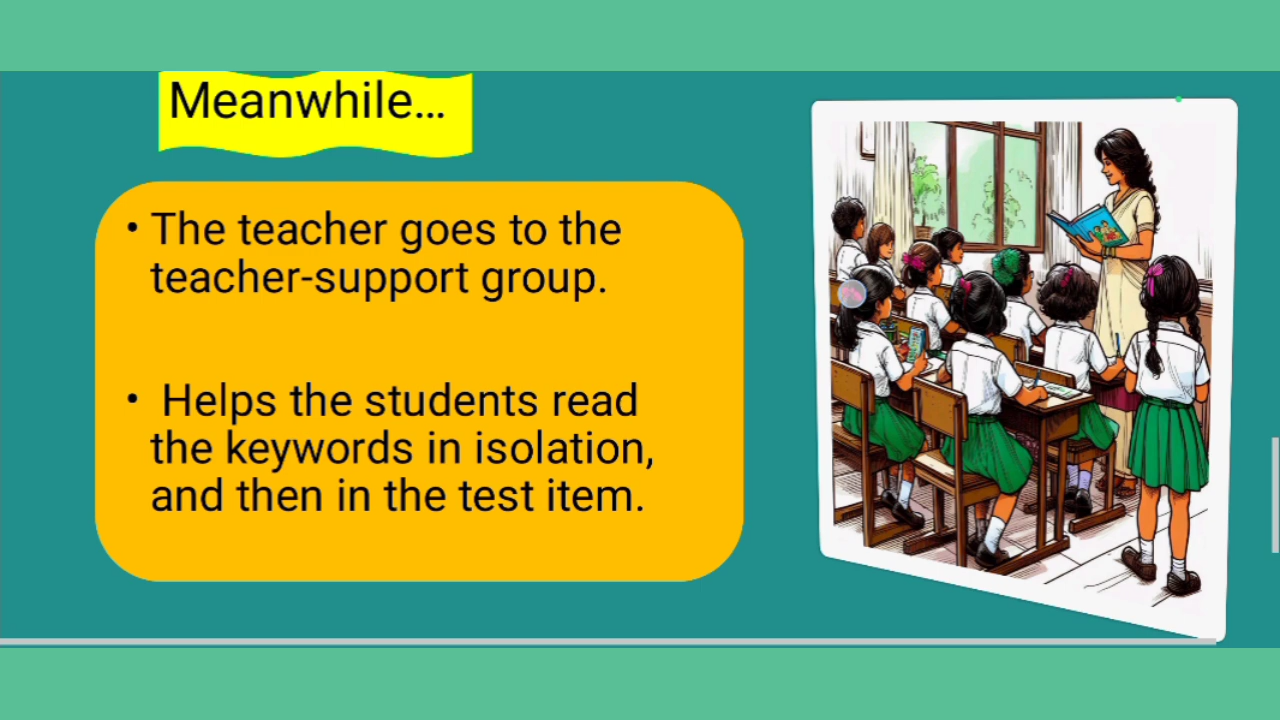 Meanwhile...
• The teacher goes to the
teacher-support group.
• Helps the students read
the keywords in isolation,
and then in the test item.